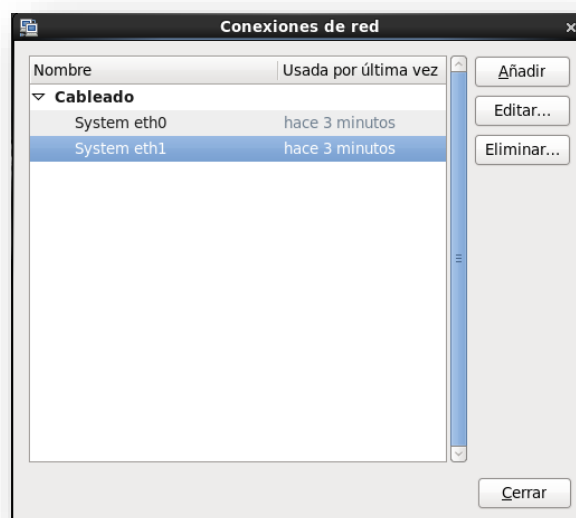 Conexiones de red
Nombre Usada por última vez
Cableado
System eth0 hace 3 minutos
System eth1 hace 3 minutos
Añadir
Editar...
Eliminar...
Cerrar